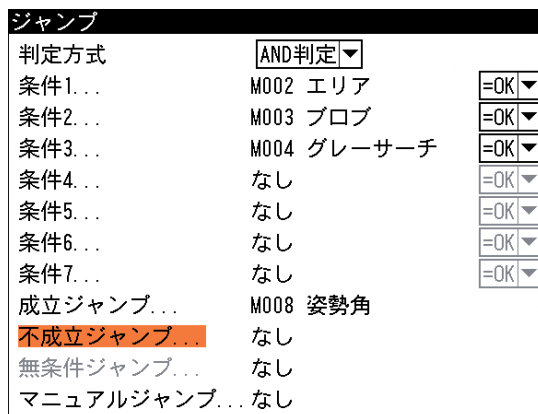 ジャンプ
判定方式 AND判定▼
条件1... M002 エリア =OK▼
条件2... M003 ブロブ =OK▼
条件3... M004 グレーサーチ =OK▼
条件4... なし =OK▼
条件5... なし =OK▼
条件6... なし =OK▼
条件7... なし =OK▼
成立ジャンプ... M008 姿勢角
不成立ジャンプ... なし
無条件ジャンプ... なし
マニュアルジャンプ... なし